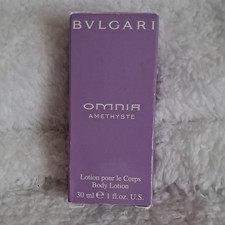 BVLGARI
OMNIA
AMETHYSTE
Lotion pour le Corps
Body Lotion
30 ml ℮ 1 fl. oz. U.S.